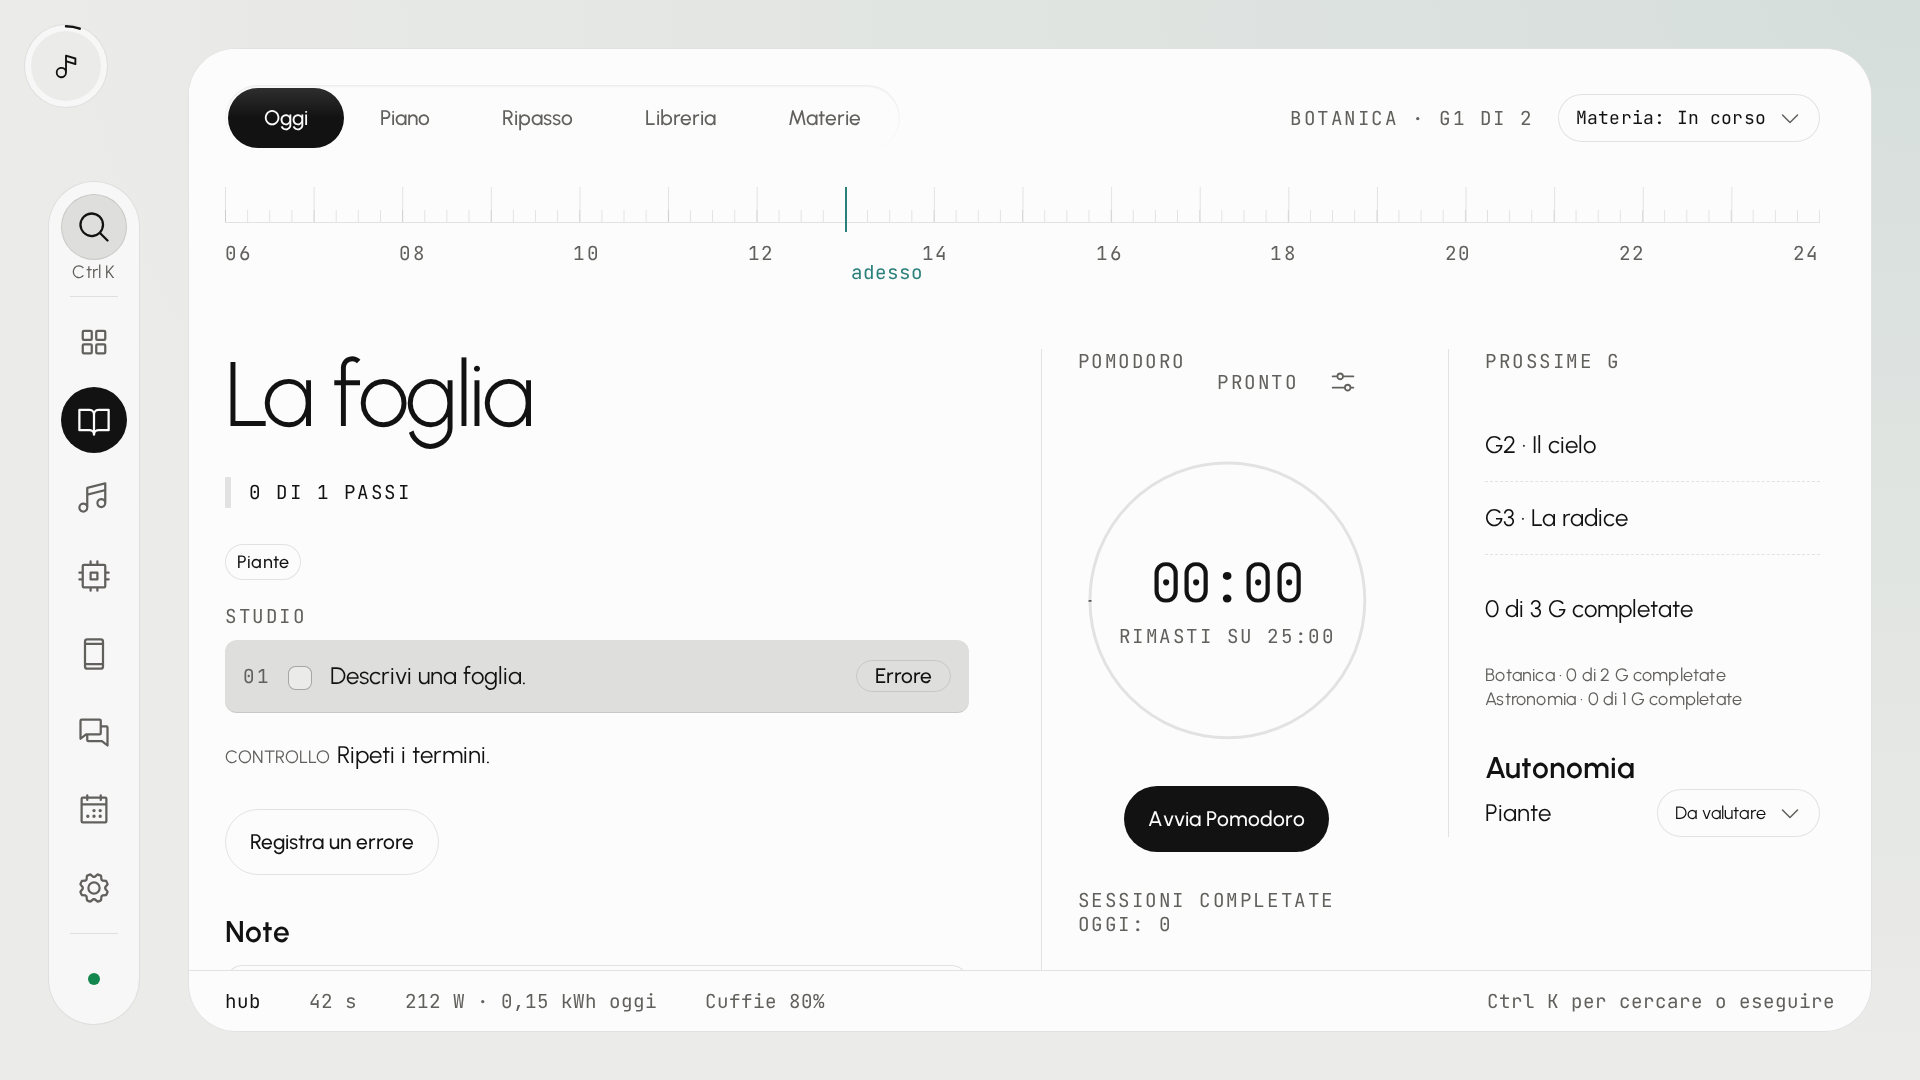 Oggi
Piano
Ripasso
Libreria
Materie
BOTANICA · G1 DI 2
Materia: In corso
Ctrl K
06 08 10 12 14 16 18 20 22 24
adesso
La foglia
0 DI 1 PASSI
Piante
STUDIO
01 Descrivi una foglia. Errore
CONTROLLO Ripeti i termini.
Registra un errore
Note
POMODORO
PRONTO
00:00
RIMASTI SU 25:00
Avvia Pomodoro
SESSIONI COMPLETATE
OGGI: 0
PROSSIME G
G2 · Il cielo
G3 · La radice
0 di 3 G completate
Botanica · 0 di 2 G completate
Astronomia · 0 di 1 G completate
Autonomia
Piante Da valutare
hub 42 s 212 W · 0,15 kWh oggi Cuffie 80% Ctrl K per cercare o eseguire